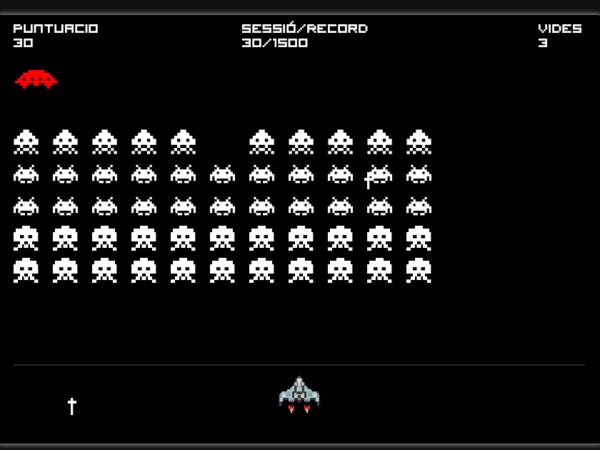 PUNTUACIO
30
SESSIÓ/RECORD
30/1500
VIDES
3